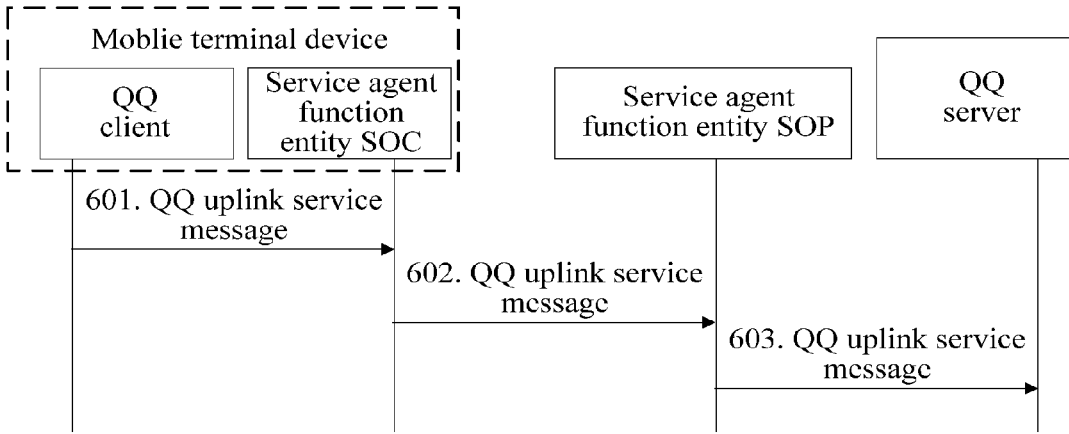 Moblie terminal device
QQ
client
Service agent
function
entity SOC
Service agent
function entity SOP
QQ
server
601. QQ uplink service
message
602. QQ uplink service
message
603. QQ uplink service
message